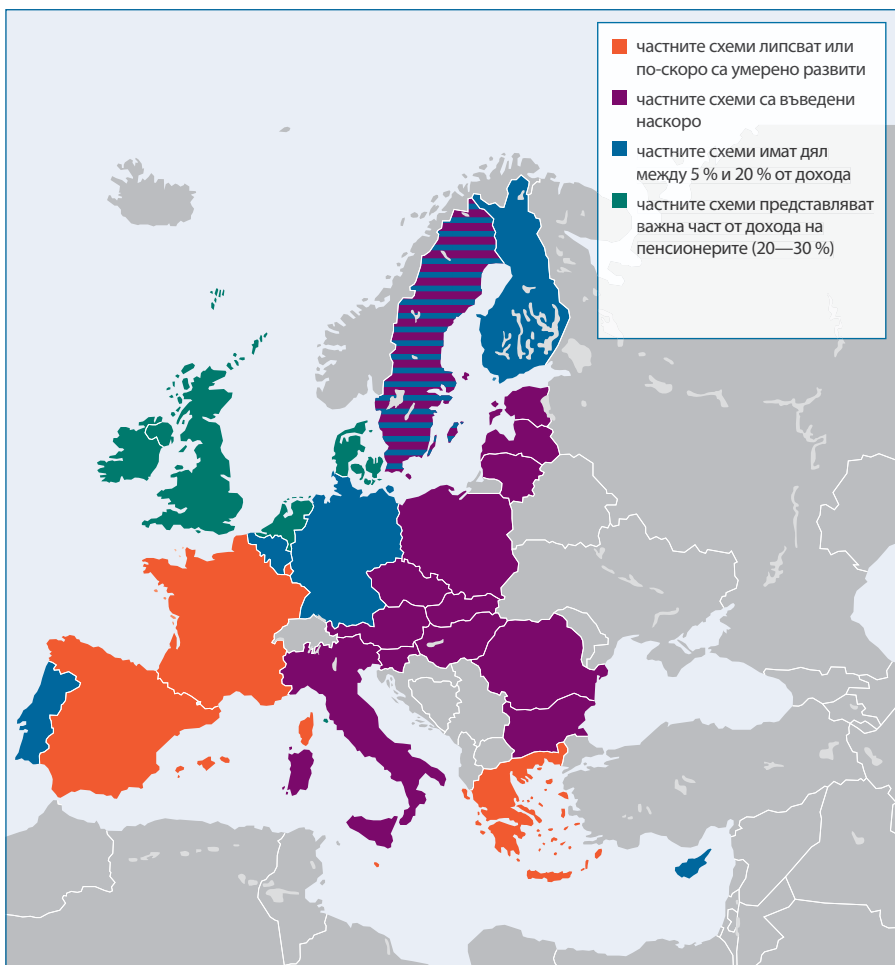 частните схеми липсват или
по-скоро са умерено развити
частните схеми са въведени
наскоро
частните схеми имат дял
между 5 % и 20 % от дохода
частните схеми представляват
важна част от дохода на
пенсионерите (20—30 %)